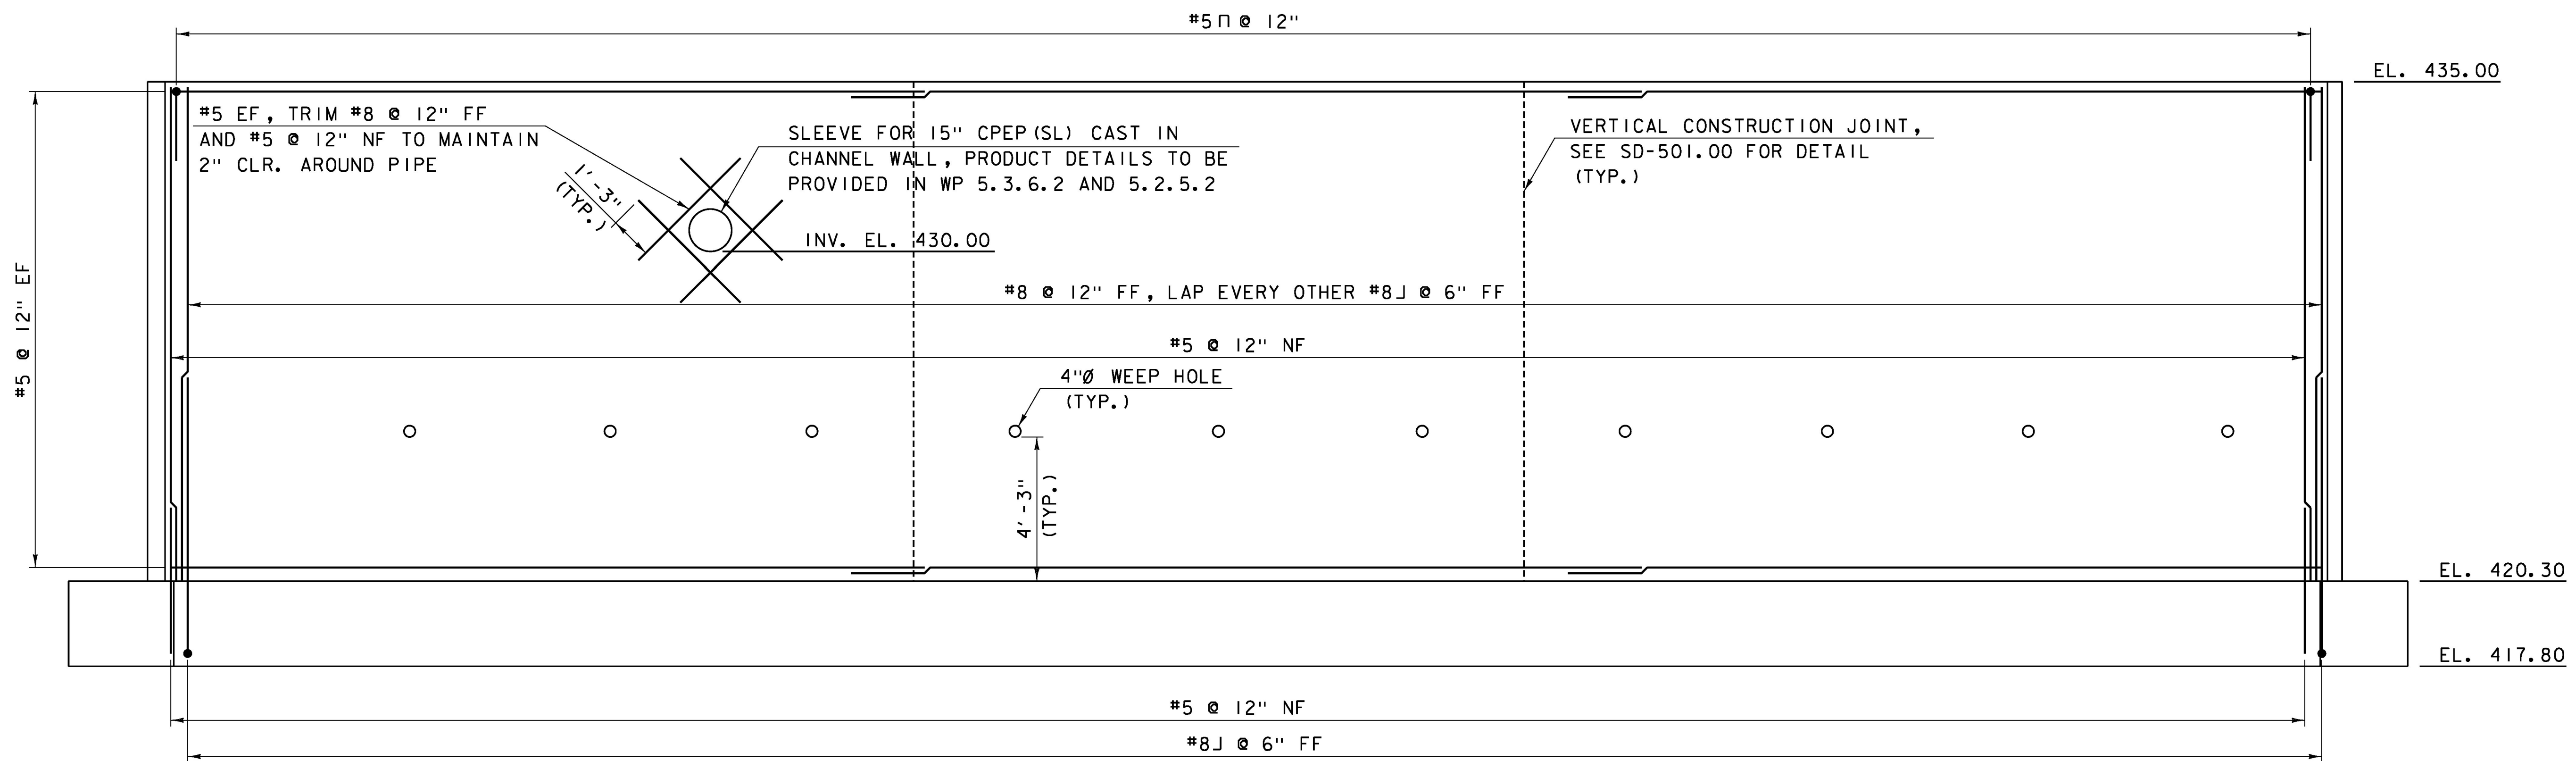 #5⊓ @ 12"
EL. 435.00
#5 EF, TRIM #8 @ 12" FF
AND #5 @ 12" NF TO MAINTAIN
2" CLR. AROUND PIPE
SLEEVE FOR 15" CPEP(SL) CAST IN
CHANNEL WALL, PRODUCT DETAILS TO BE
PROVIDED IN WP 5.3.6.2 AND 5.2.5.2
VERTICAL CONSTRUCTION JOINT,
SEE SD-501.00 FOR DETAIL
(TYP.)
1'-3"
(TYP.)
INV. EL. 430.00
#5 @ 12" EF
#8 @ 12" FF, LAP EVERY OTHER #8⅃ @ 6" FF
#5 @ 12" NF
4"Ø WEEP HOLE
(TYP.)
4'-3"
(TYP.)
EL. 420.30
EL. 417.80
#5 @ 12" NF
#8⅃ @ 6" FF